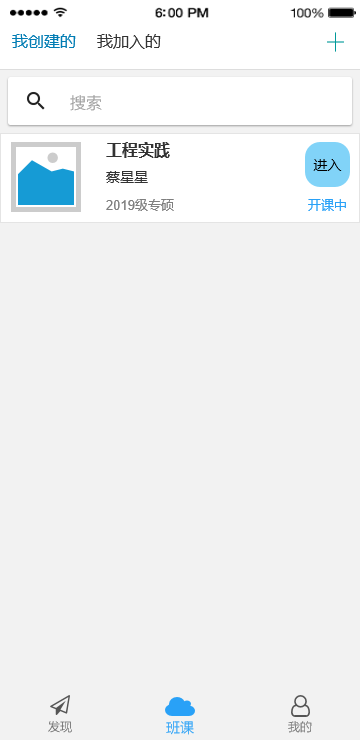 6:00 PM 100%
我创建的 我加入的
搜索
工程实践
蔡星星
进入
2019级专硕
开课中
发现 班课 我的